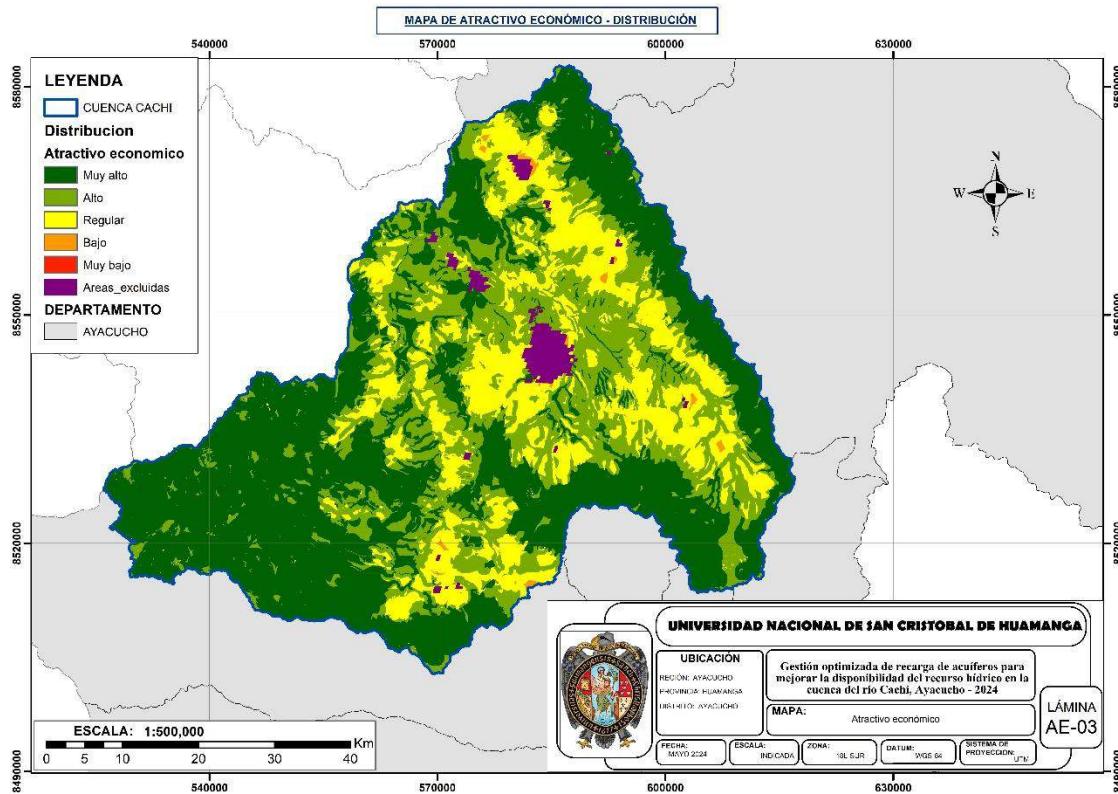 MAPA DE ATRACTIVO ECONÓMICO - DISTRIBUCIÓN
540000 570000 600000 630000
8580000 8580000
LEYENDA
CUENCA CACHI
Distribucion
Atractivo economico
Muy alto
Alto
Regular
Bajo
Muy bajo
Areas_excluidas
DEPARTAMENTO
AYACUCHO
N
W E
S
8550000 8550000
8520000 8520000
UNIVERSIDAD NACIONAL DE SAN CRISTOBAL DE HUAMANGA
UBICACIÓN
REGIÓN: AYACUCHO
PROVINCIA: HUAMANGA
DISTRITO: AYACUCHO
Gestión optimizada de recarga de acuíferos para
mejorar la disponibilidad del recurso hídrico en la
cuenca del río Cachi, Ayacucho - 2024
MAPA:
Atractivo económico
LÁMINA
AE-03
FECHA:
MAYO 2024
ESCALA:
INDICADA
ZONA:
18L SUR
DATUM:
WGS 84
SISTEMA DE
PROYECCIÓN:
UTM
ESCALA: 1:500,000
Km
0 5 10 20 30 40
8490000 8490000
540000 570000 600000 630000